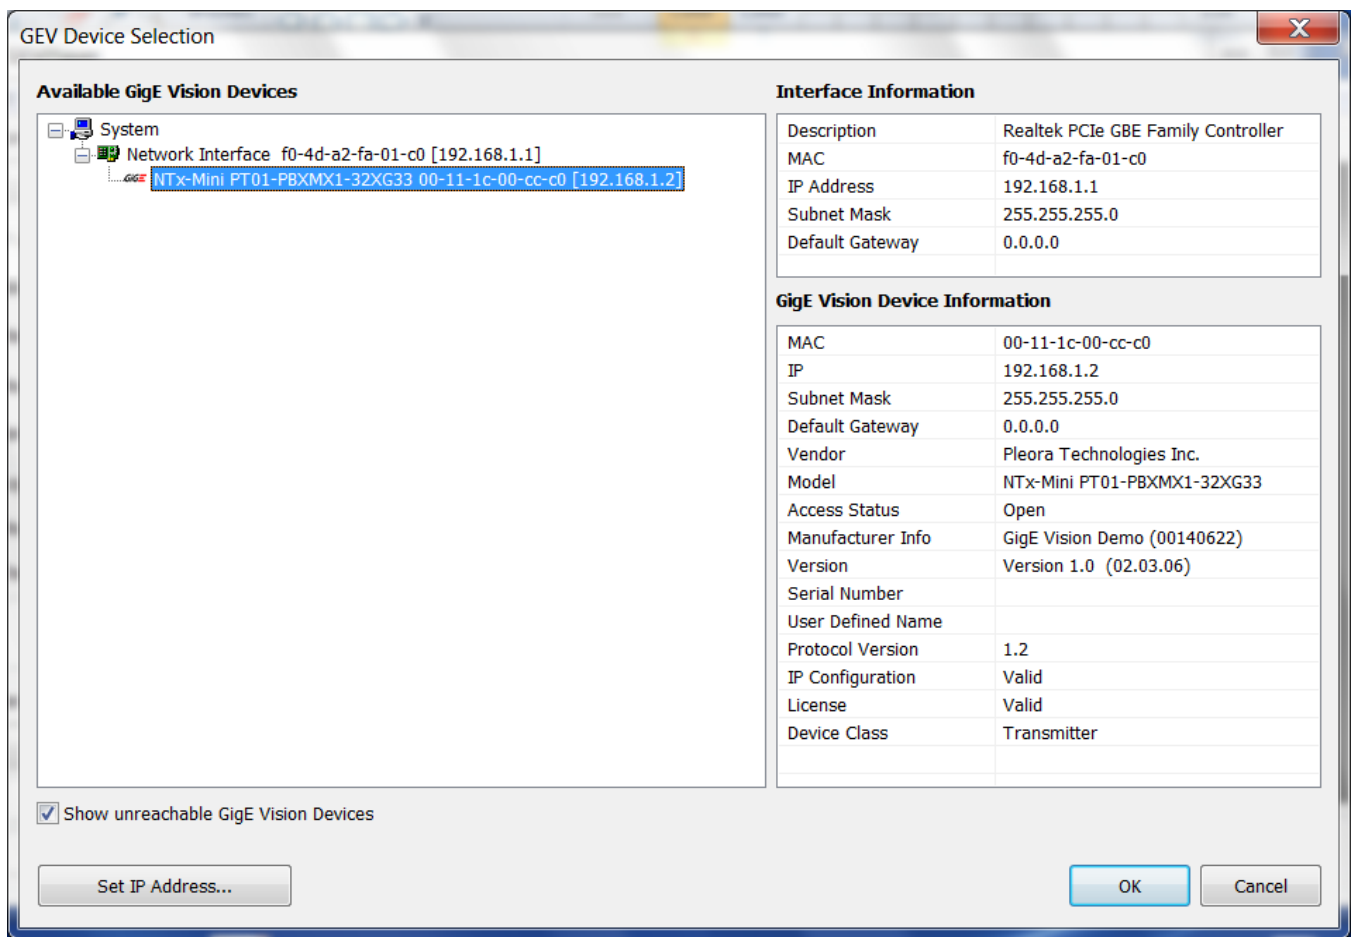 GEV Device Selection
Available GigE Vision Devices
System
Network Interface f0-4d-a2-fa-01-c0 [192.168.1.1]
GIGE NTx-Mini PT01-PBXMX1-32XG33 00-11-1c-00-cc-c0 [192.168.1.2]
Interface Information
Description Realtek PCIe GBE Family Controller
MAC f0-4d-a2-fa-01-c0
IP Address 192.168.1.1
Subnet Mask 255.255.255.0
Default Gateway 0.0.0.0
GigE Vision Device Information
MAC 00-11-1c-00-cc-c0
IP 192.168.1.2
Subnet Mask 255.255.255.0
Default Gateway 0.0.0.0
Vendor Pleora Technologies Inc.
Model NTx-Mini PT01-PBXMX1-32XG33
Access Status Open
Manufacturer Info GigE Vision Demo (00140622)
Version Version 1.0 (02.03.06)
Serial Number
User Defined Name
Protocol Version 1.2
IP Configuration Valid
License Valid
Device Class Transmitter
Show unreachable GigE Vision Devices
Set IP Address...
OK
Cancel